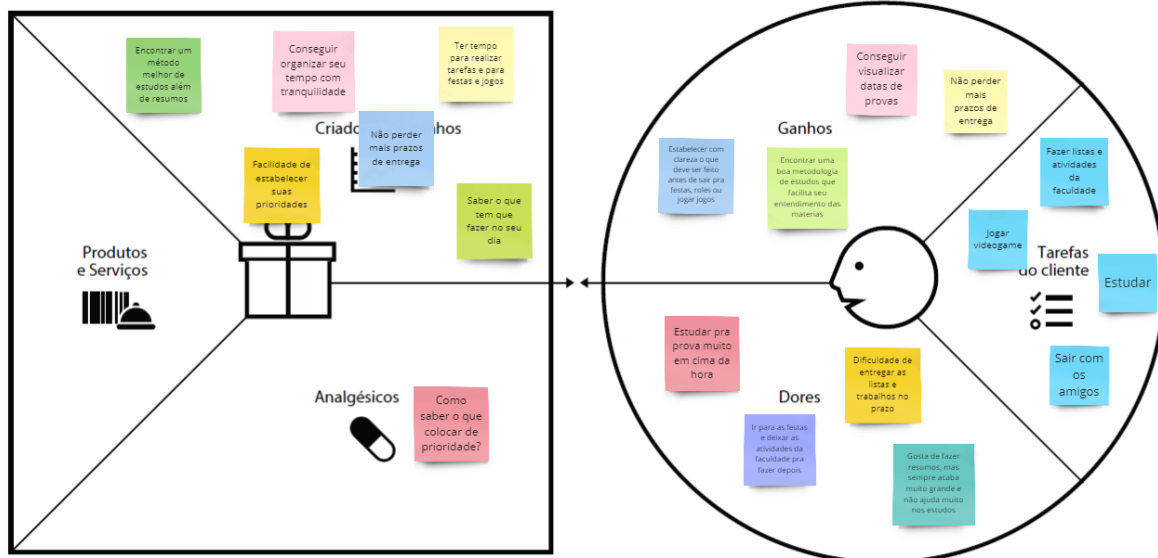 Encontrar um
método
melhor de
estudos além
de resumos
Conseguir
organizar seu
tempo com
tranquilidade
Ter tempo
para realizar
tarefas e para
festas e jogos
Não perder
mais prazos
de entrega
Facilidade de
estabelecer
suas
prioridades
Saber o que
tem que
fazer no seu
dia
Produtos
e Serviços
Analgésicos
Como
saber o que
colocar de
prioridade?
Conseguir
visualizar
datas de
provas
Não perder
mais
prazos de
entrega
Ganhos
Estabelecer com
clareza o que
deve ser feito
antes de sair pra
festas, roles ou
jogar jogos
Encontrar uma
boa metodologia
de estudos que
facilita seu
entendimento das
materias
Fazer listas e
atividades
da
faculdade
Jogar
videogame
Tarefas
do cliente
Estudar
Sair com
os
amigos
Estudar pra
prova muito
em cima da
hora
Dificuldade de
entregar as
listas e
trabalhos no
prazo
Dores
Ir para as festas
e deixar as
atividades da
faculdade pra
fazer depois
Gosta de fazer
resumos, mas
sempre acaba
muito grande e
não ajuda muito
nos estudos